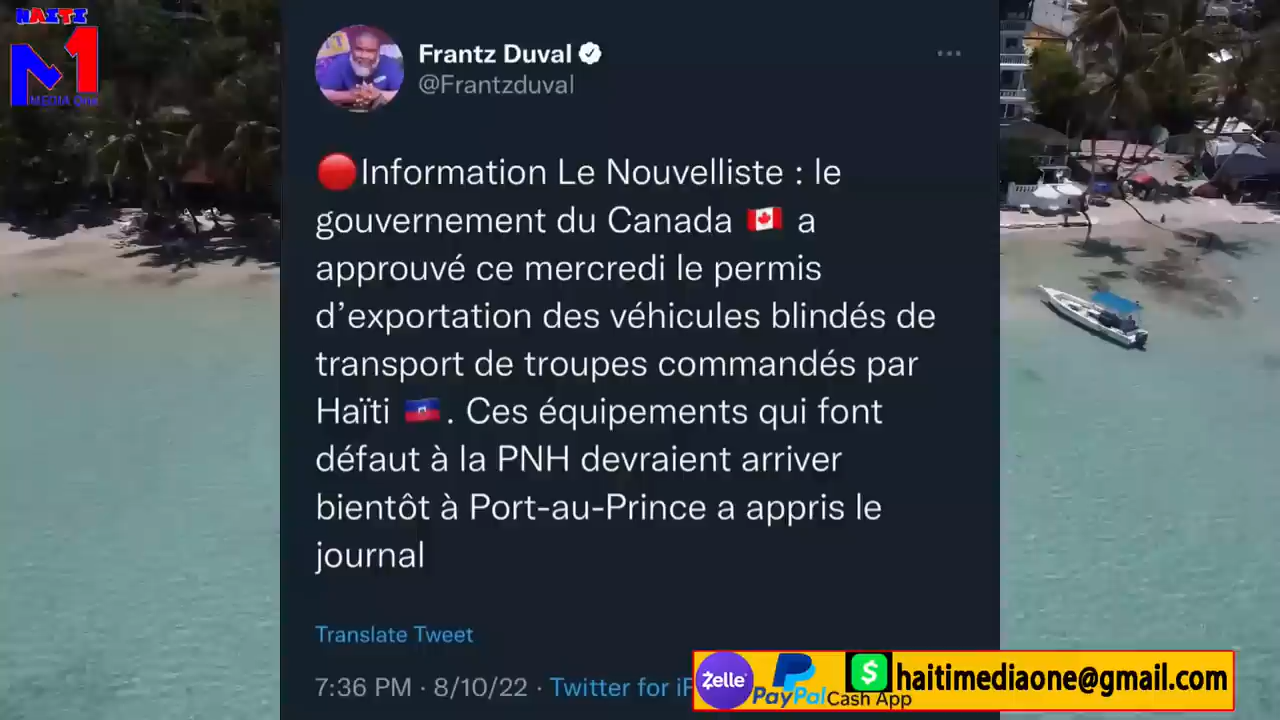 HAITI
M1
MEDIA One
Frantz Duval
@Frantzduval
🔴Information Le Nouvelliste : le
gouvernement du Canada 🇨🇦 a
approuvé ce mercredi le permis
d’exportation des véhicules blindés de
transport de troupes commandés par
Haïti 🇭🇹. Ces équipements qui font
défaut à la PNH devraient arriver
bientôt à Port-au-Prince a appris le
journal
Translate Tweet
7:36 PM · 8/10/22 · Twitter for iP
Zelle
PayPal
$
Cash App
haitimediaone@gmail.com